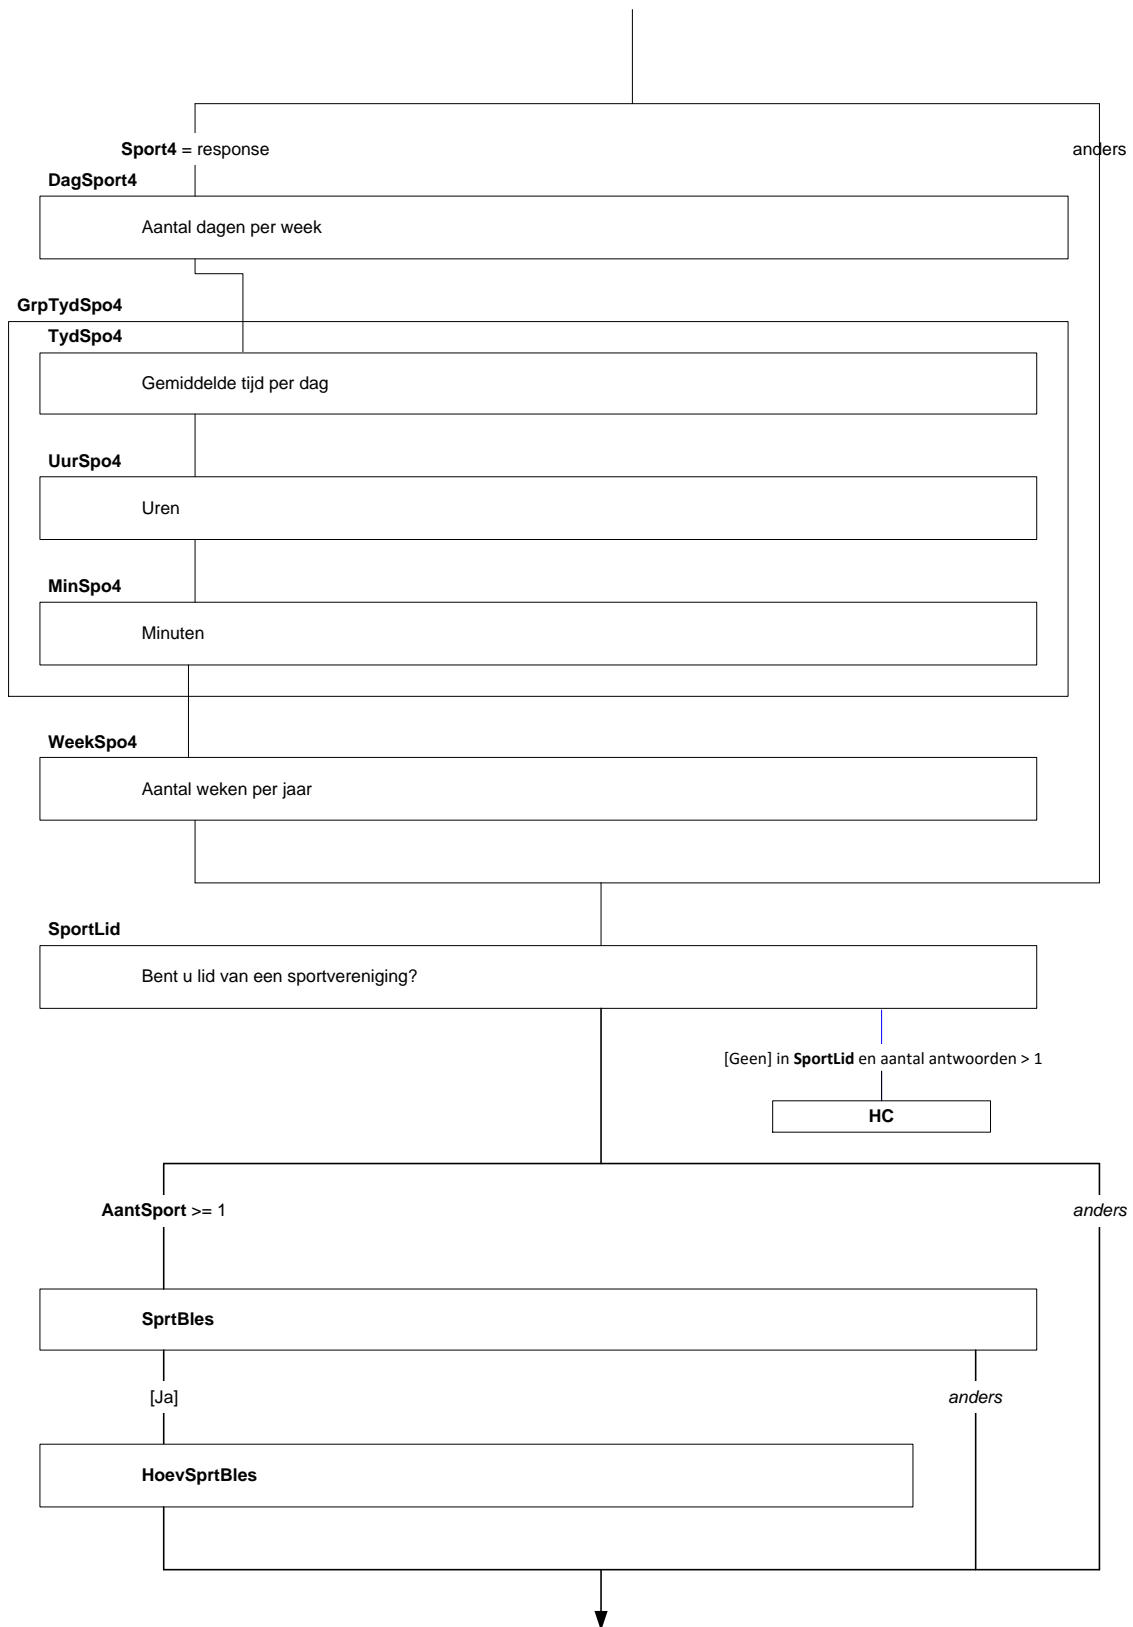 Sport4 = response
anders
DagSport4
Aantal dagen per week
GrpTydSpo4
TydSpo4
Gemiddelde tijd per dag
UurSpo4
Uren
MinSpo4
Minuten
WeekSpo4
Aantal weken per jaar
SportLid
Bent u lid van een sportvereniging?
[Geen] in SportLid en aantal antwoorden > 1
HC
AantSport >= 1
anders
SprtBles
[Ja]
anders
HoevSprtBles